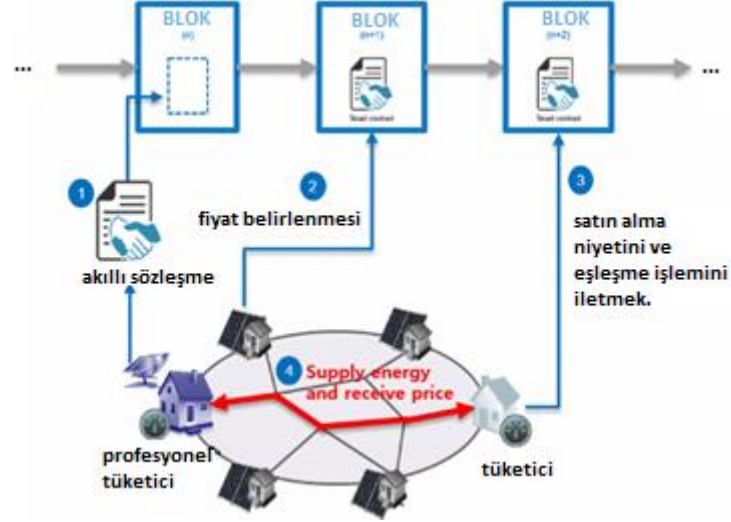 BLOK
(n)
BLOK
(n+1)
BLOK
(n+2)
...
...
Smart contract
Smart contract
1
2
3
fiyat belirlenmesi
satın alma
niyetini ve
eşleşme işlemini
iletmek.
akıllı sözleşme
4 Supply energy
and receive price
profesyonel
tüketici
tüketici